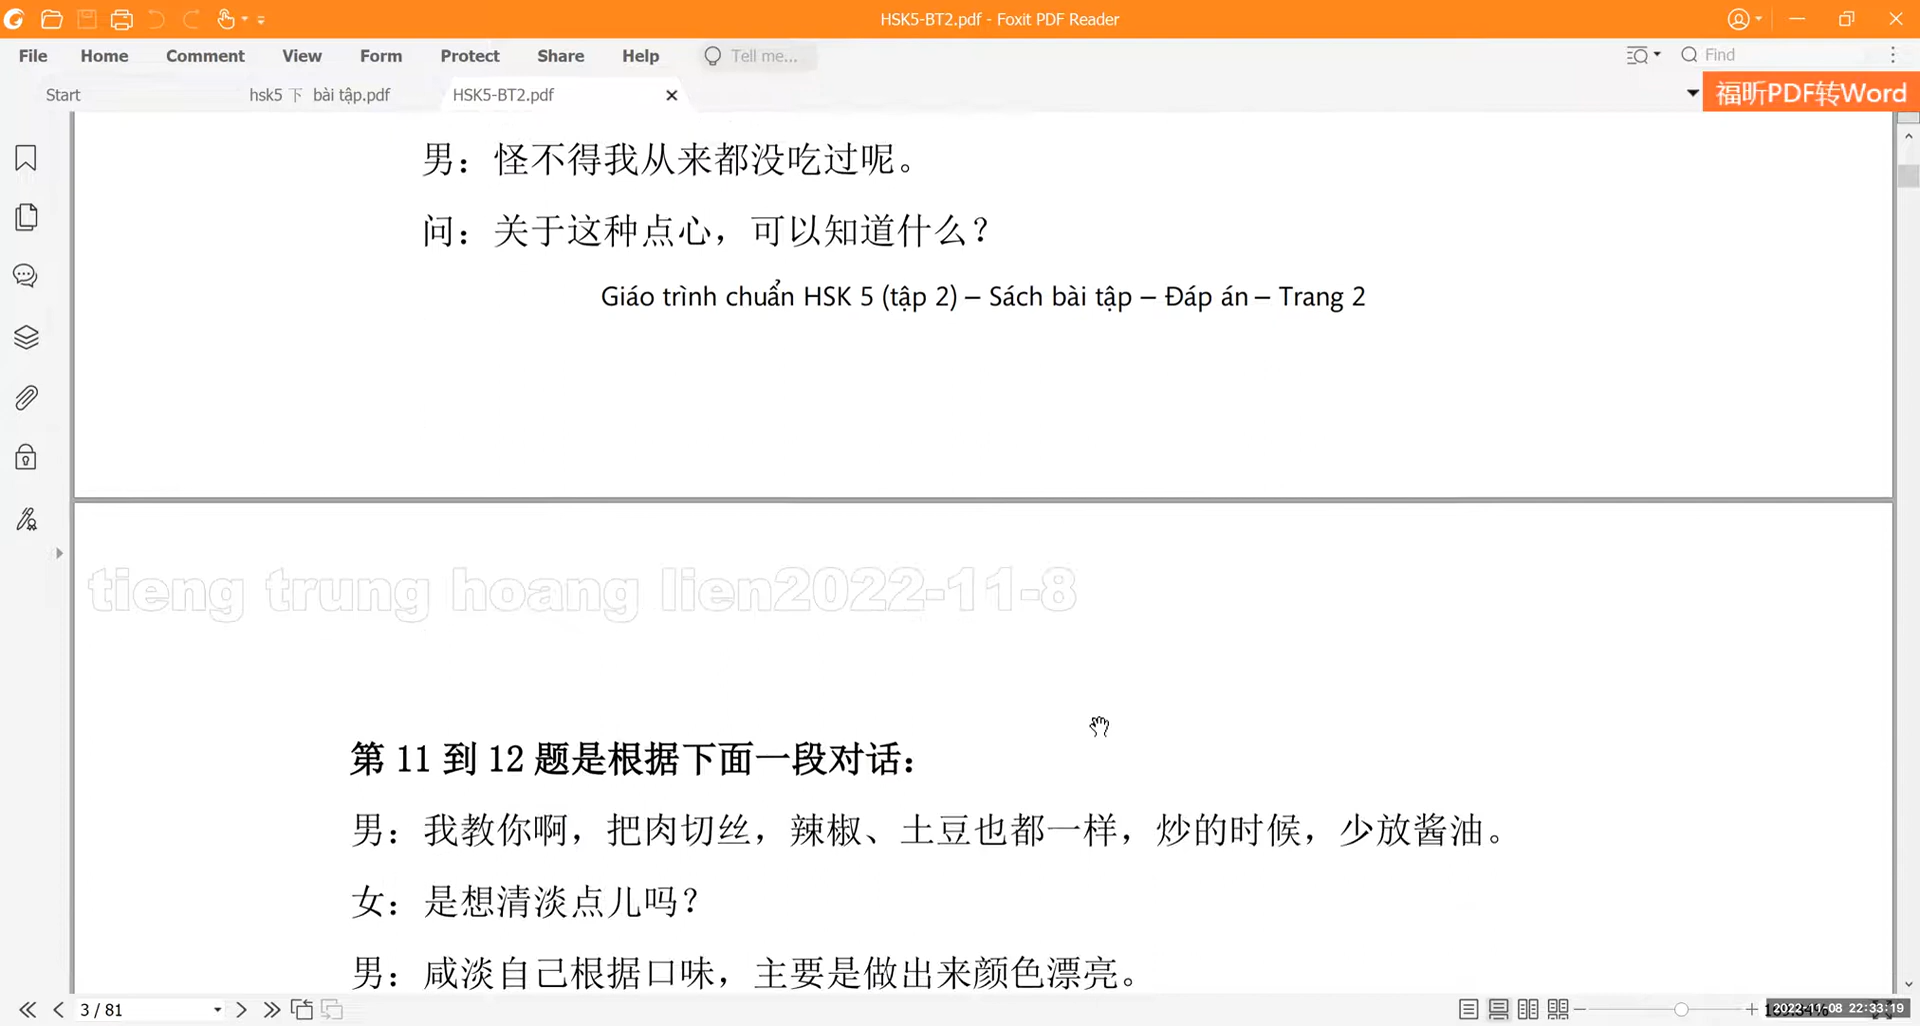 HSK5-BT2.pdf - Foxit PDF Reader
File Home Comment View Form Protect Share Help Tell me... Find
Start hsk5 下 bài tập.pdf HSK5-BT2.pdf 福昕PDF转Word
男：怪不得我从来都没吃过呢。
问：关于这种点心，可以知道什么？
Giáo trình chuẩn HSK 5 (tập 2) – Sách bài tập – Đáp án – Trang 2
tieng trung hoang lien2022-11-8
第 11 到 12 题是根据下面一段对话：
男：我教你啊，把肉切丝，辣椒、土豆也都一样，炒的时候，少放酱油。
女：是想清淡点儿吗？
男：咸淡自己根据口味，主要是做出来颜色漂亮。
3 / 81
2022-11-08 22:33:19